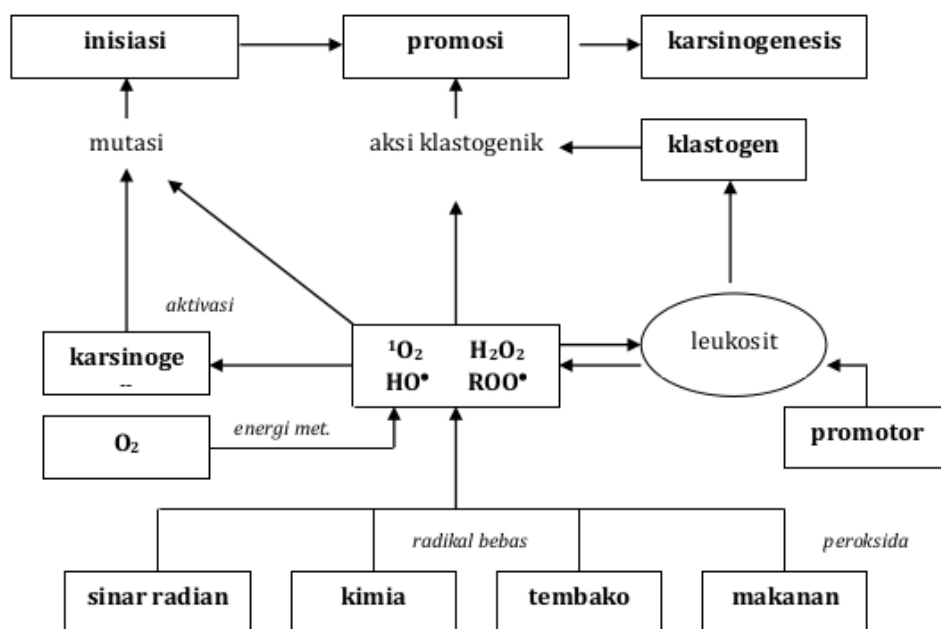 inisiasi
promosi
karsinogenesis
mutasi
aksi klastogenik
klastogen
aktivasi
karsinoge
--
¹O₂ H₂O₂
HO• ROO•
leukosit
O₂
energi met.
promotor
radikal bebas
peroksida
sinar radian
kimia
tembako
makanan